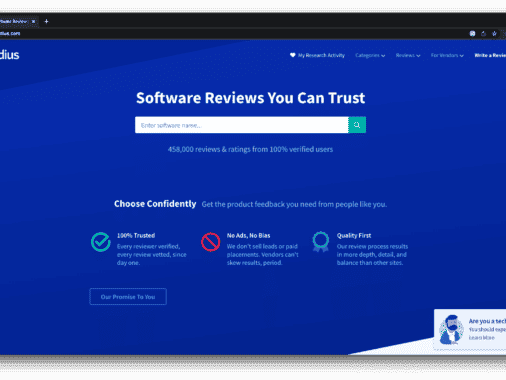 ftware Review
dius.com
dius
My Research Activity Categories Reviews For Vendors Write a Revie
Software Reviews You Can Trust
Enter software name...
458,000 reviews & ratings from 100% verified users
Choose Confidently Get the product feedback you need from people like you.
100% Trusted
Every reviewer verified,
every review vetted, since
day one.
No Ads, No Bias
We don't sell leads or paid
placements. Vendors can't
skew results, period.
Quality First
Our review process results
in more depth, detail, and
balance than other sites.
Our Promise To You
Are you a tec
You should
Learn More